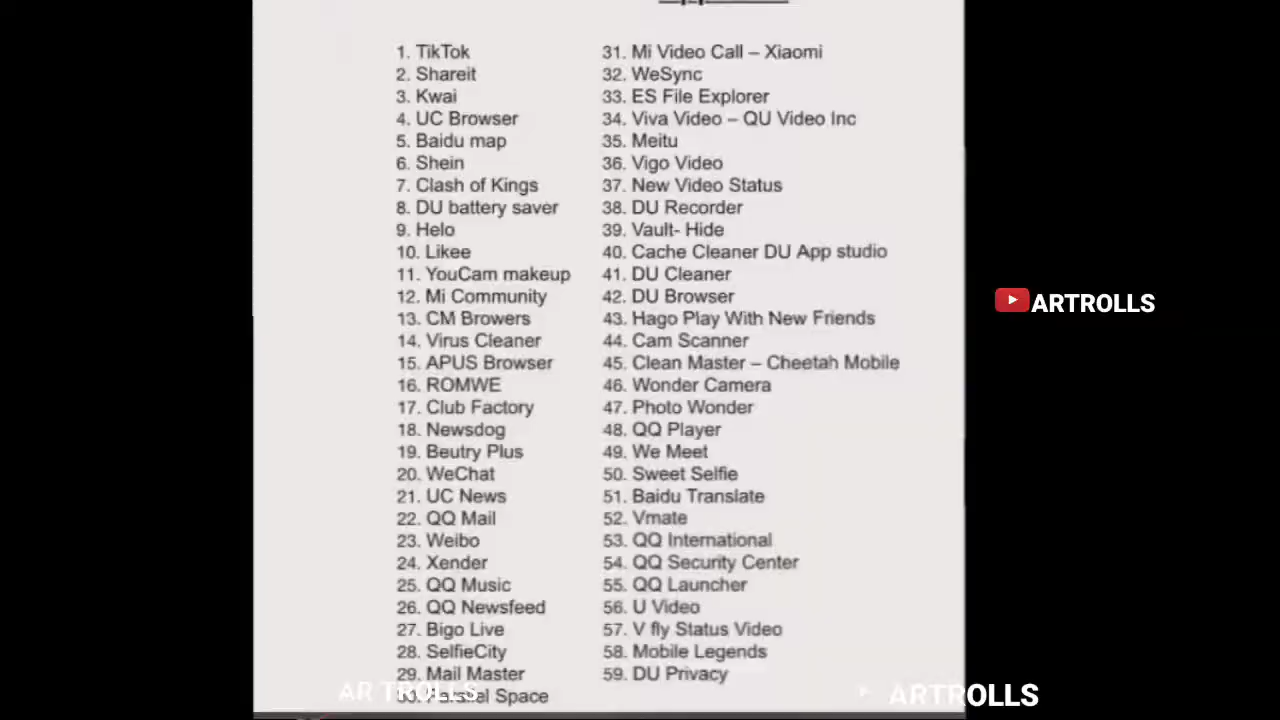 1. TikTok
2. Shareit
3. Kwai
4. UC Browser
5. Baidu map
6. Shein
7. Clash of Kings
8. DU battery saver
9. Helo
10. Likee
11. YouCam makeup
12. Mi Community
13. CM Browers
14. Virus Cleaner
15. APUS Browser
16. ROMWE
17. Club Factory
18. Newsdog
19. Beutry Plus
20. WeChat
21. UC News
22. QQ Mail
23. Weibo
24. Xender
25. QQ Music
26. QQ Newsfeed
27. Bigo Live
28. SelfieCity
29. Mail Master
Parallel Space
31. Mi Video Call – Xiaomi
32. WeSync
33. ES File Explorer
34. Viva Video – QU Video Inc
35. Meitu
36. Vigo Video
37. New Video Status
38. DU Recorder
39. Vault- Hide
40. Cache Cleaner DU App studio
41. DU Cleaner
42. DU Browser
43. Hago Play With New Friends
44. Cam Scanner
45. Clean Master – Cheetah Mobile
46. Wonder Camera
47. Photo Wonder
48. QQ Player
49. We Meet
50. Sweet Selfie
51. Baidu Translate
52. Vmate
53. QQ International
54. QQ Security Center
55. QQ Launcher
56. U Video
57. V fly Status Video
58. Mobile Legends
59. DU Privacy
ARTROLLS
AR TROLLS
ARTROLLS